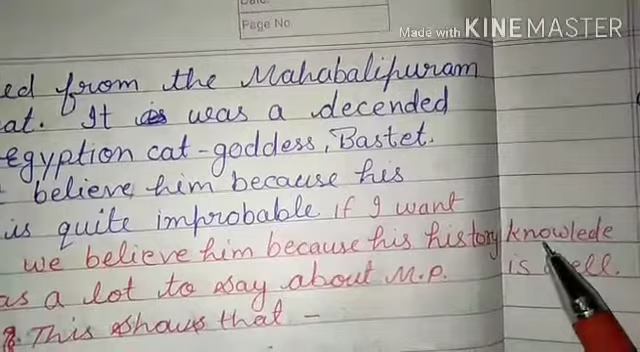 Page No
Made with KINEMASTER
ed from the Mahabalipuram
at. It is was a decended
egyption cat-goddess, Bastet.
believe him because his
is quite improbable if I want
we believe him because his history knowlede
as a lot to say about M.P. is
This shows that -